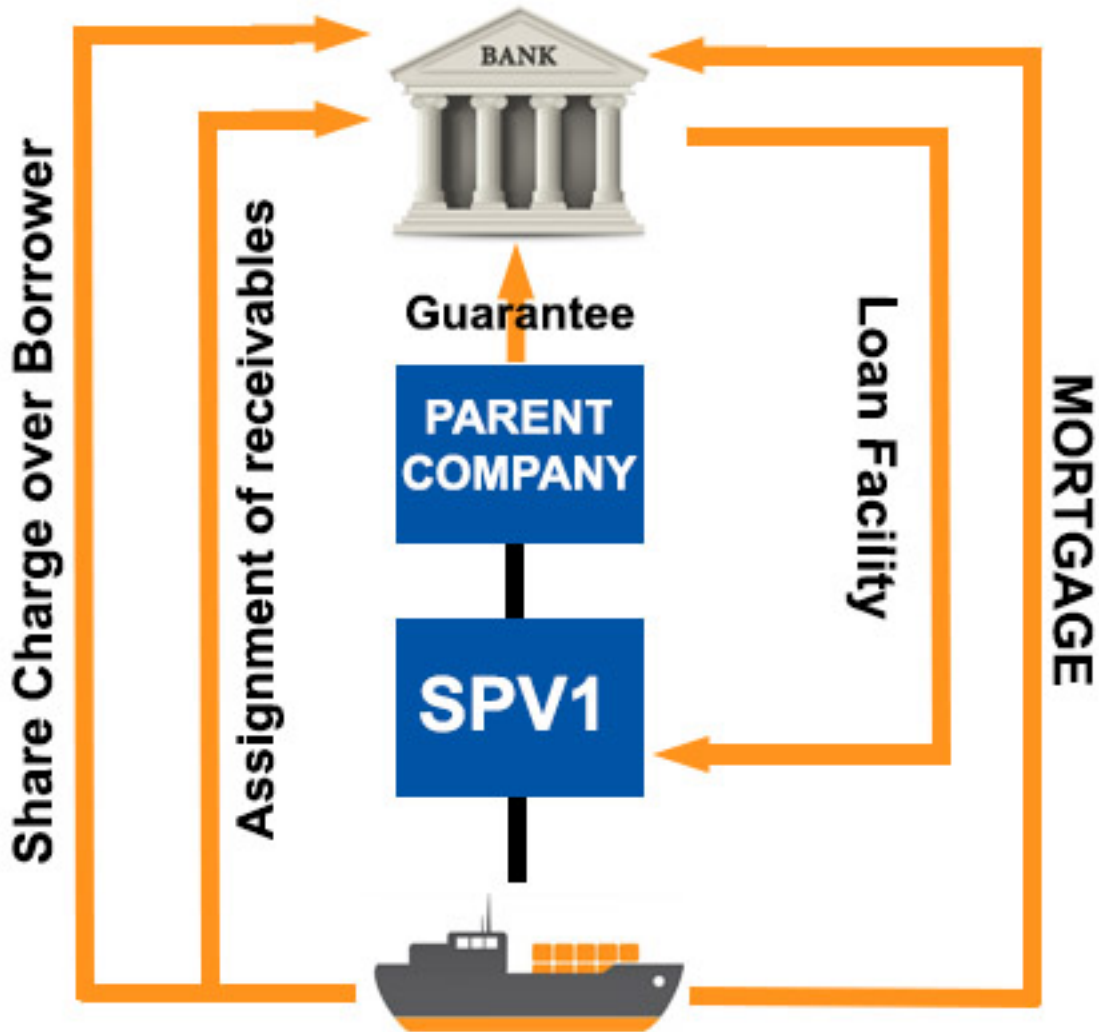 BANK
Share Charge over Borrower
Assignment of receivables
Guarantee
PARENT
COMPANY
SPV1
Loan Facility
MORTGAGE